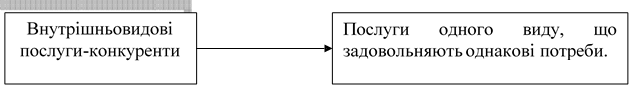 Внутрішньовидові
послуги-конкуренти
Послуги одного виду, що
задовольняють однакові потреби.